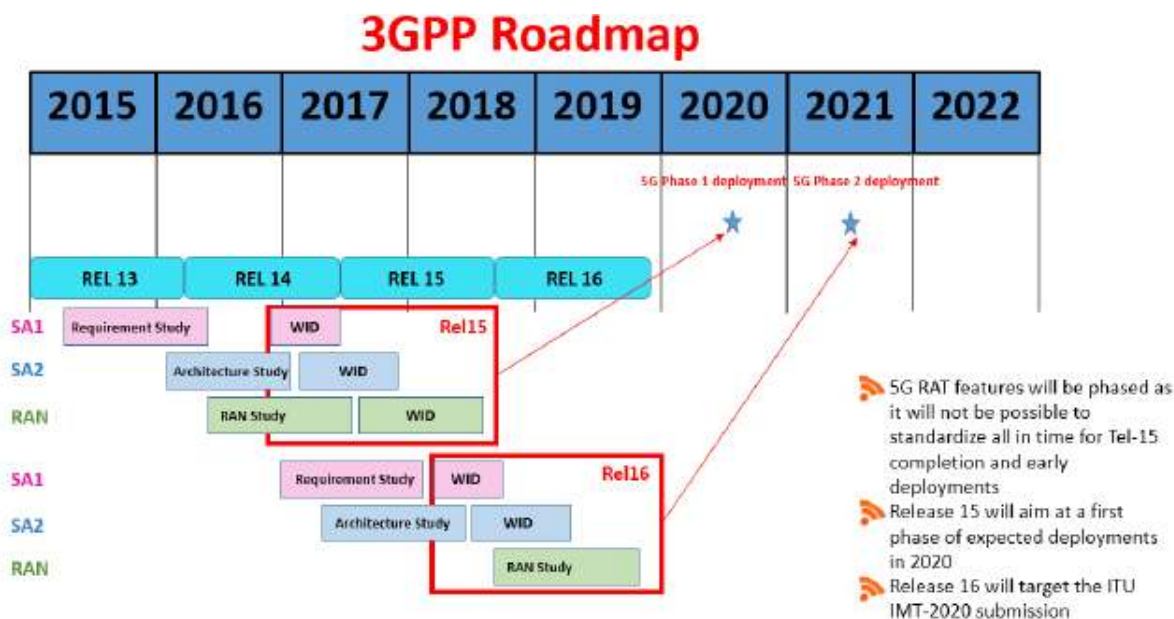 3GPP Roadmap
2015 2016 2017 2018 2019 2020 2021 2022
5G Phase 1 deployment 5G Phase 2 deployment
REL 13 REL 14 REL 15 REL 16
SA1 Requirement Study WID Rel15
SA2 Architecture Study WID
RAN RAN Study WID
SA1 Requirement Study WID Rel16
SA2 Architecture Study WID
RAN RAN Study
5G RAT features will be phased as
it will not be possible to
standardize all in time for Tel-15
completion and early
deployments
Release 15 will aim at a first
phase of expected deployments
in 2020
Release 16 will target the ITU
IMT-2020 submission